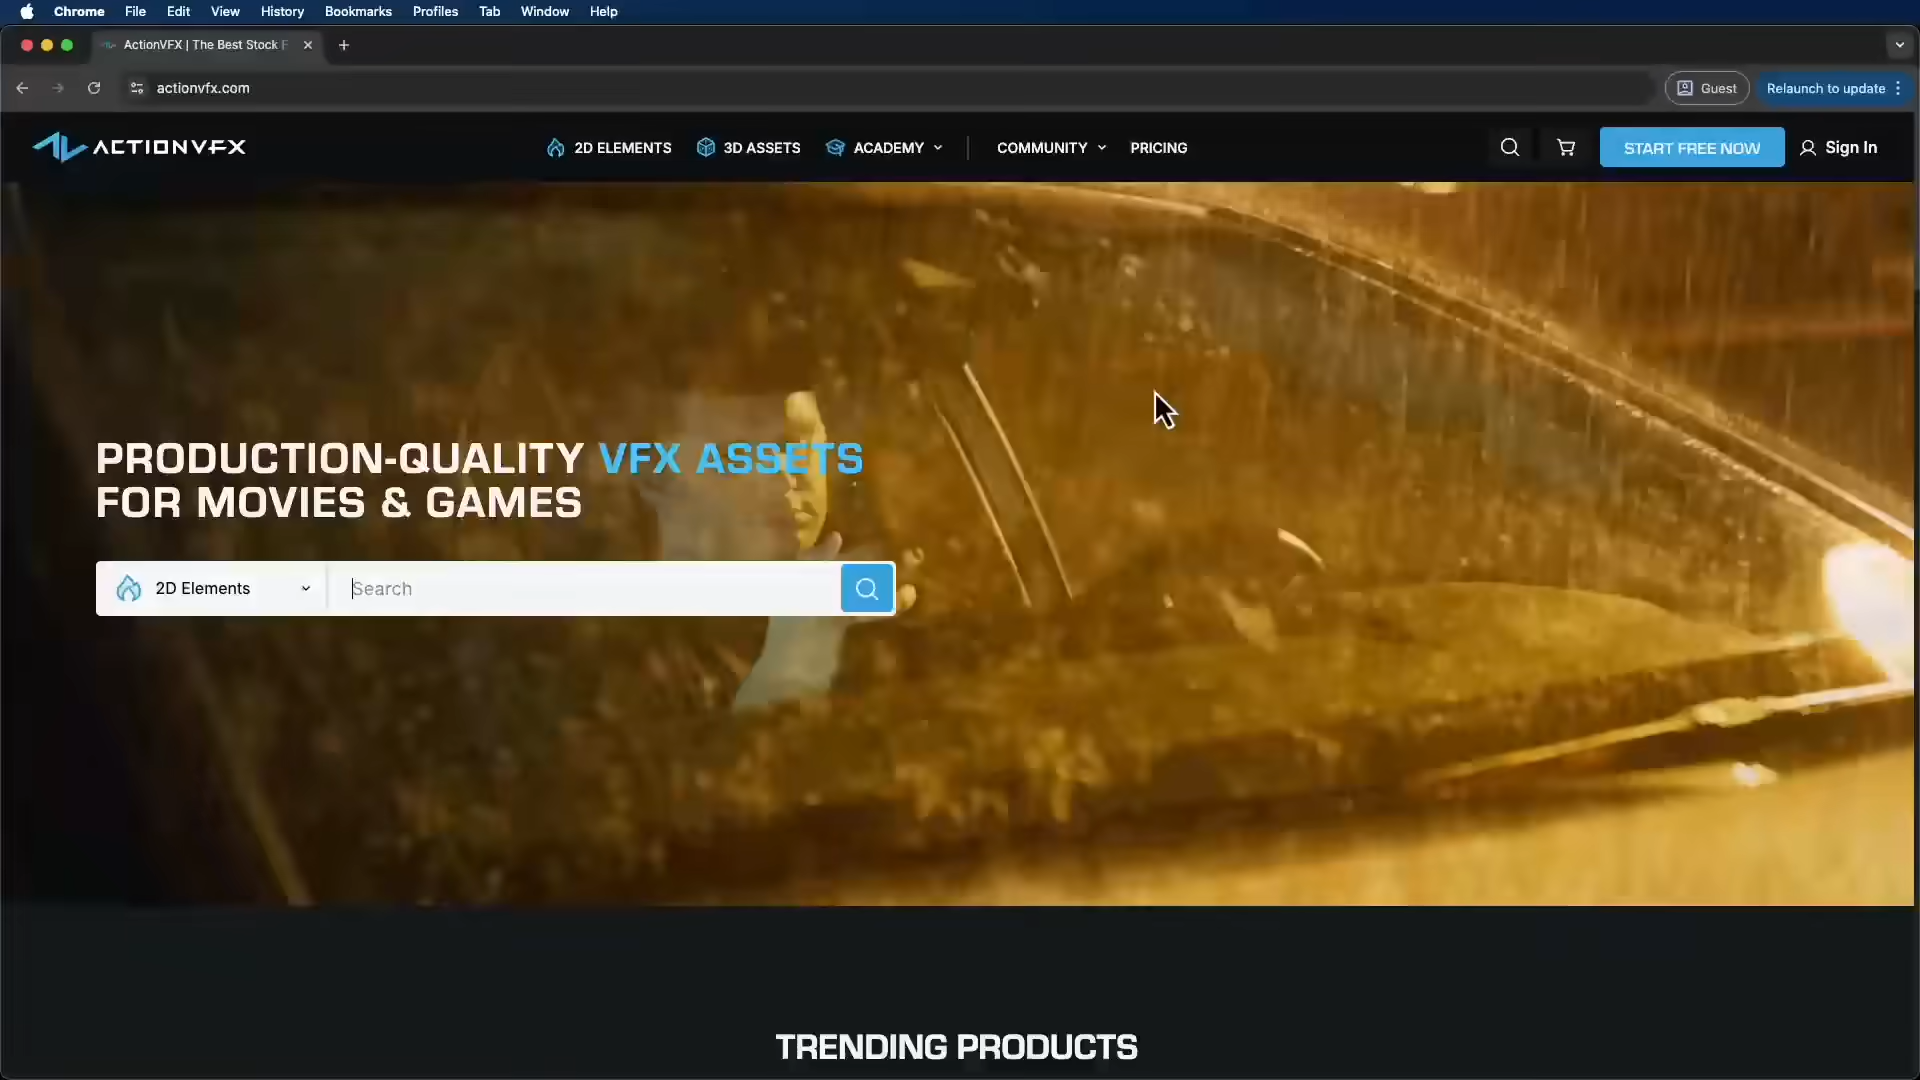 Chrome File Edit View History Bookmarks Profiles Tab Window Help
ActionVFX | The Best Stock F
actionvfx.com
Guest
Relaunch to update
ACTIONVFX
2D ELEMENTS
3D ASSETS
ACADEMY
COMMUNITY
PRICING
START FREE NOW
Sign In
PRODUCTION-QUALITY VFX ASSETS
FOR MOVIES & GAMES
2D Elements
Search
TRENDING PRODUCTS